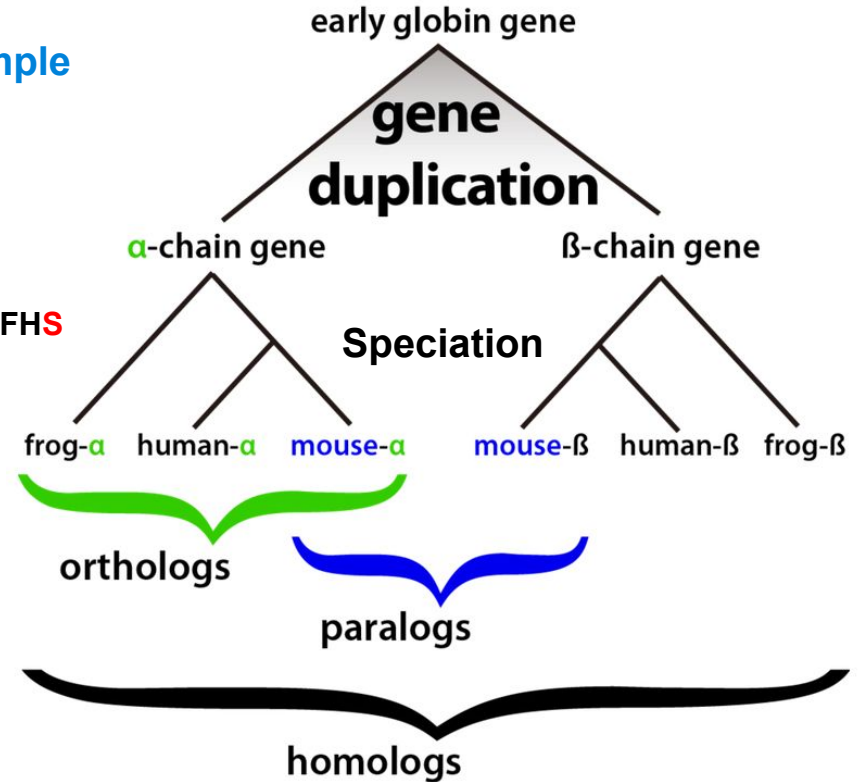 early globin gene
mple
gene
duplication
α-chain gene
ß-chain gene
FHS
Speciation
frog-α human-α mouse-α mouse-ß human-ß frog-ß
orthologs
paralogs
homologs